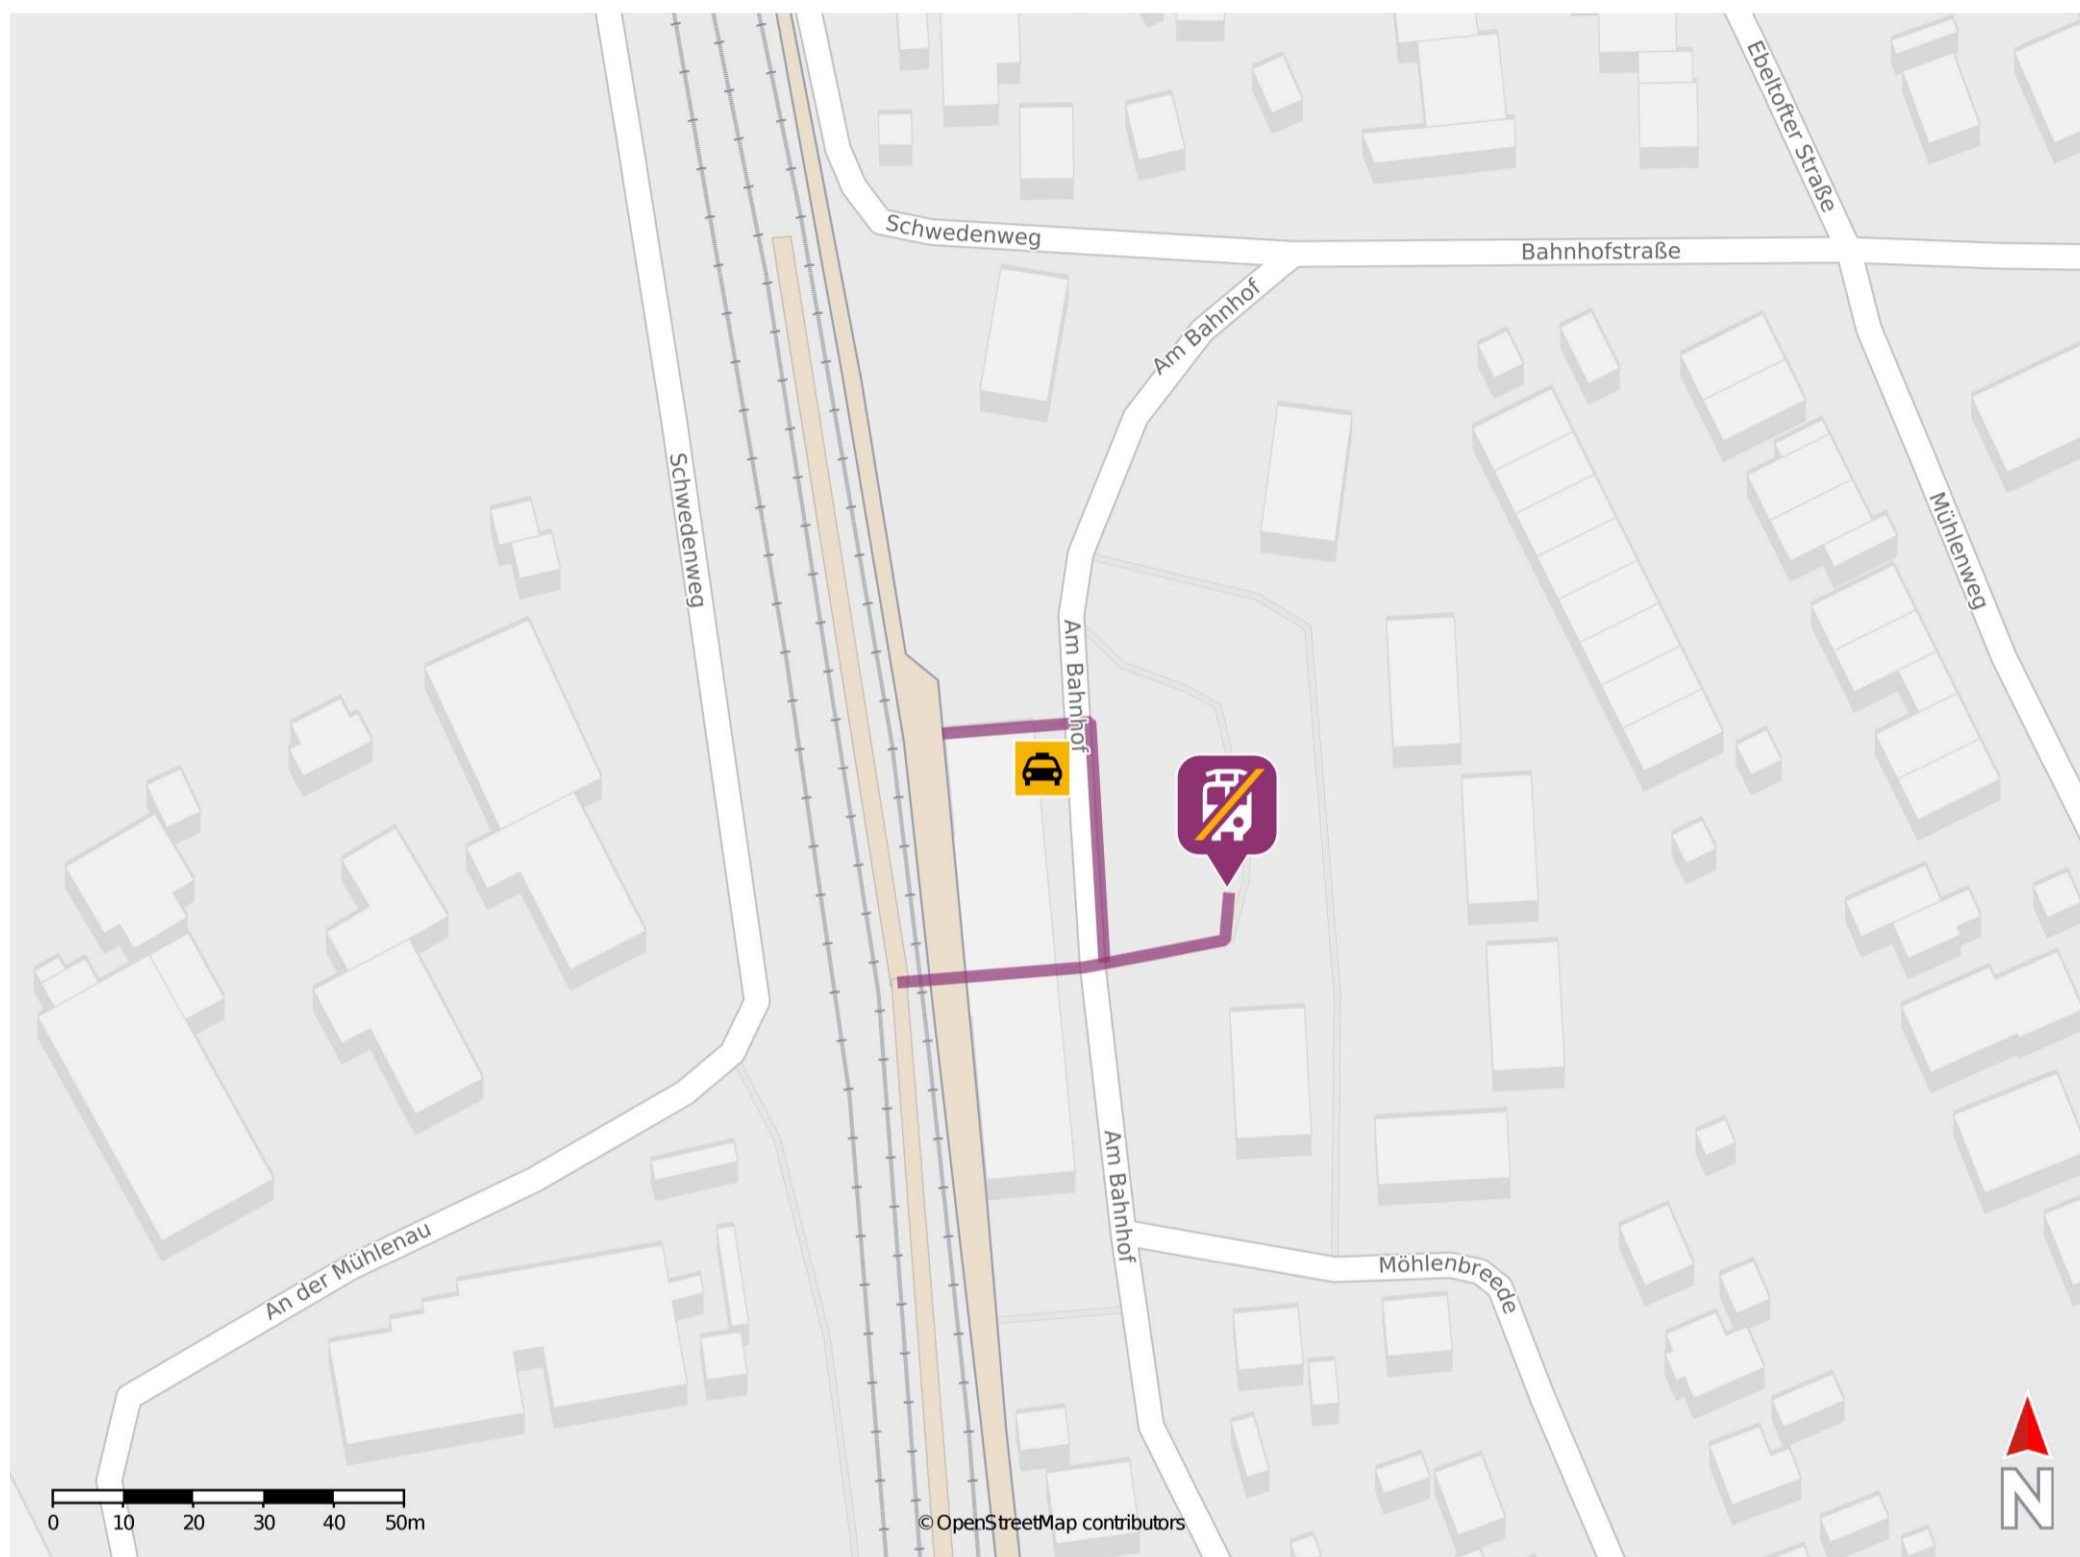 Ebeltofter Straße
Schwedenweg
Bahnhofstraße
Am Bahnhof
Schwedenweg
Mühlenweg
Am Bahnhof
Am Bahnhof
An der Mühlenau
Möhlenbreede
0 10 20 30 40 50m
© OpenStreetMap contributors
N